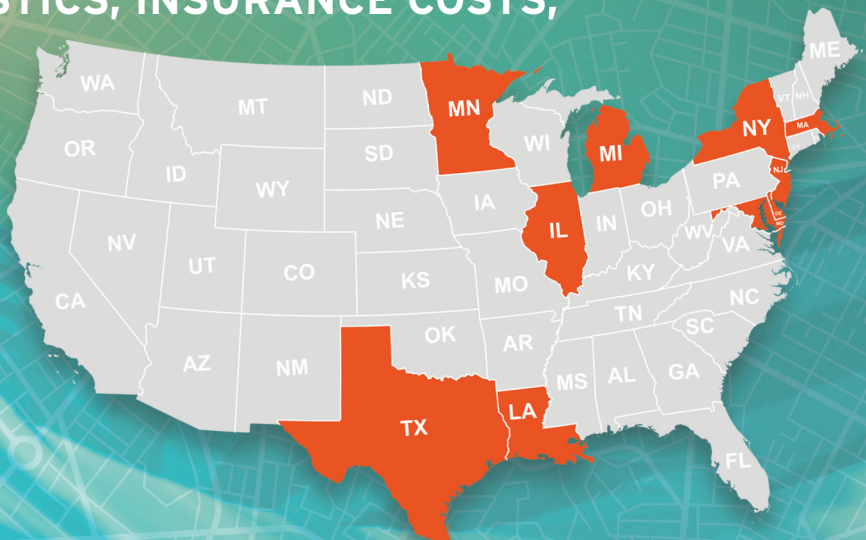 STICS, INSURANCE COSTS,
ME
WA
MT
ND
MN
VT
NH
OR
ID
SD
WI
MI
NY
MA
CT
WY
IA
PA
NJ
NE
IL
IN
OH
DE
MD
NV
UT
CO
KS
MO
WV
VA
KY
CA
NC
TN
AZ
NM
OK
AR
SC
MS
AL
GA
TX
LA
FL